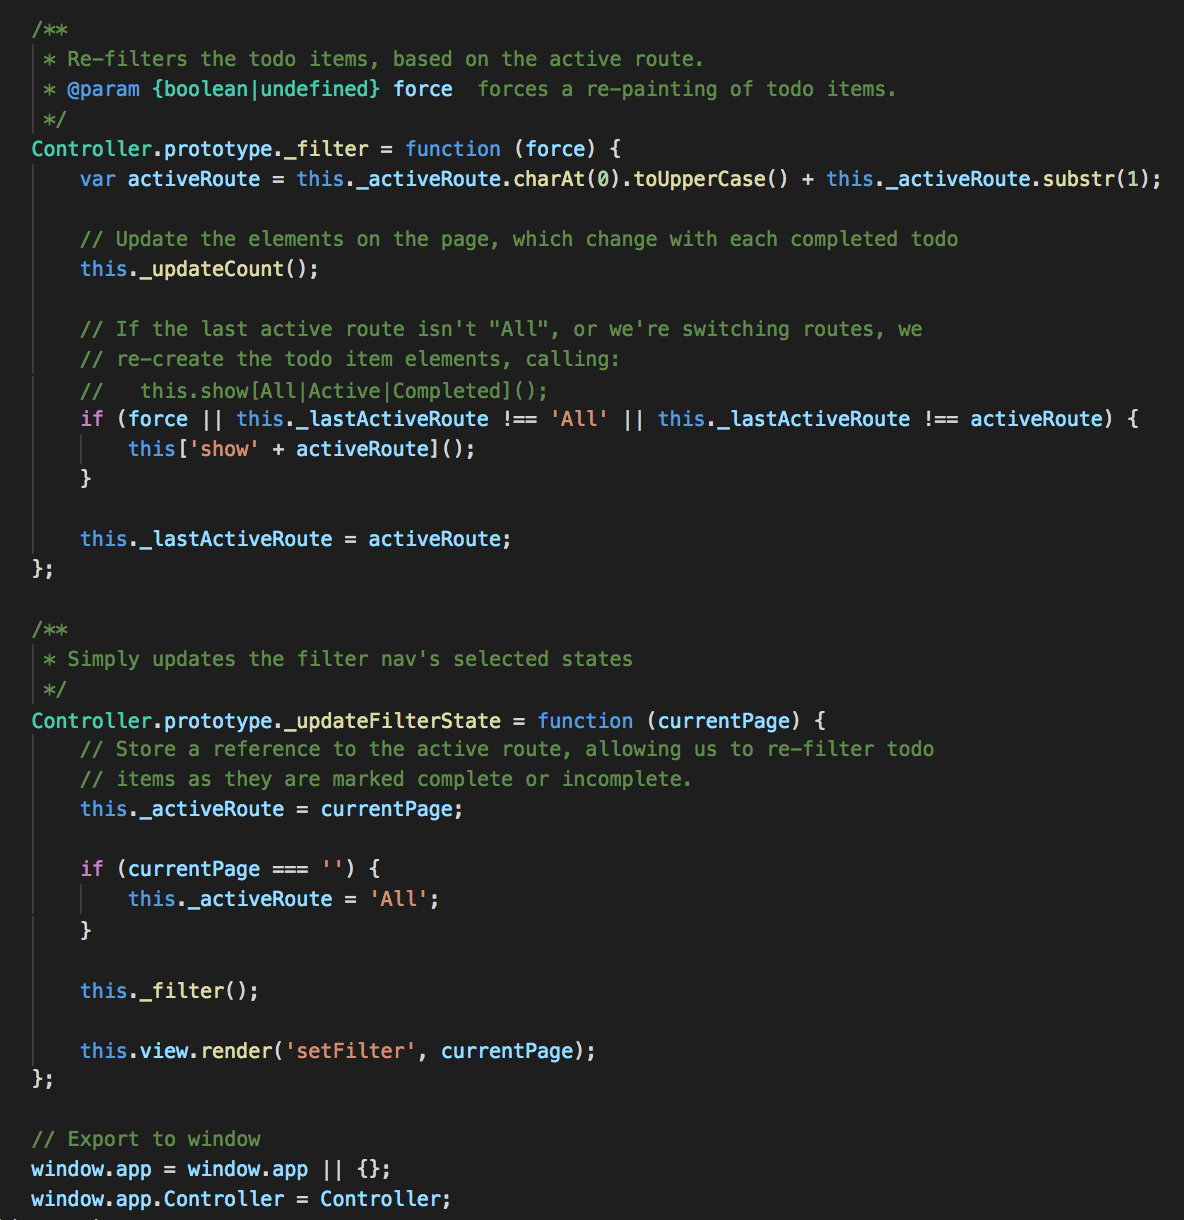 /**
 * Re-filters the todo items, based on the active route.
 * @param {boolean|undefined} force  forces a re-painting of todo items.
 */
Controller.prototype._filter = function (force) {
    var activeRoute = this._activeRoute.charAt(0).toUpperCase() + this._activeRoute.substr(1);

    // Update the elements on the page, which change with each completed todo
    this._updateCount();

    // If the last active route isn't "All", or we're switching routes, we
    // re-create the todo item elements, calling:
    //   this.show[All|Active|Completed]();
    if (force || this._lastActiveRoute !== 'All' || this._lastActiveRoute !== activeRoute) {
        this['show' + activeRoute]();
    }

    this._lastActiveRoute = activeRoute;
};

/**
 * Simply updates the filter nav's selected states
 */
Controller.prototype._updateFilterState = function (currentPage) {
    // Store a reference to the active route, allowing us to re-filter todo
    // items as they are marked complete or incomplete.
    this._activeRoute = currentPage;

    if (currentPage === '') {
        this._activeRoute = 'All';
    }

    this._filter();

    this.view.render('setFilter', currentPage);
};

// Export to window
window.app = window.app || {};
window.app.Controller = Controller;